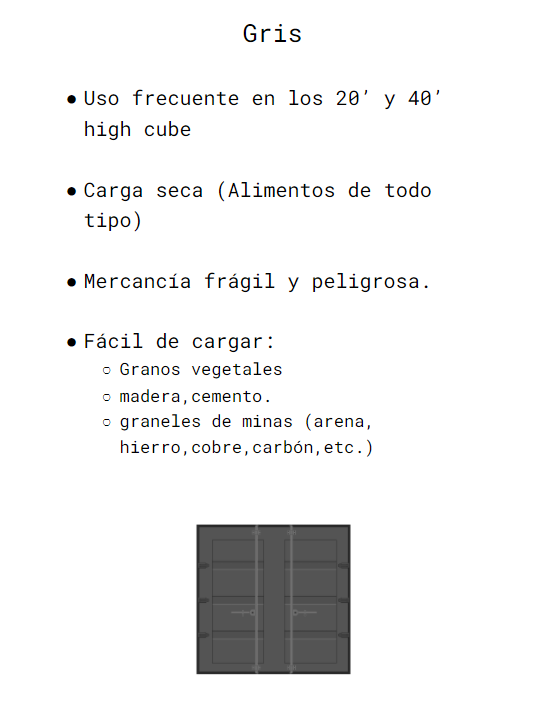 Gris
● Uso frecuente en los 20’ y 40’
high cube
● Carga seca (Alimentos de todo
tipo)
● Mercancía frágil y peligrosa.
● Fácil de cargar:
○ Granos vegetales
○ madera,cemento.
○ graneles de minas (arena,
hierro,cobre,carbón,etc.)